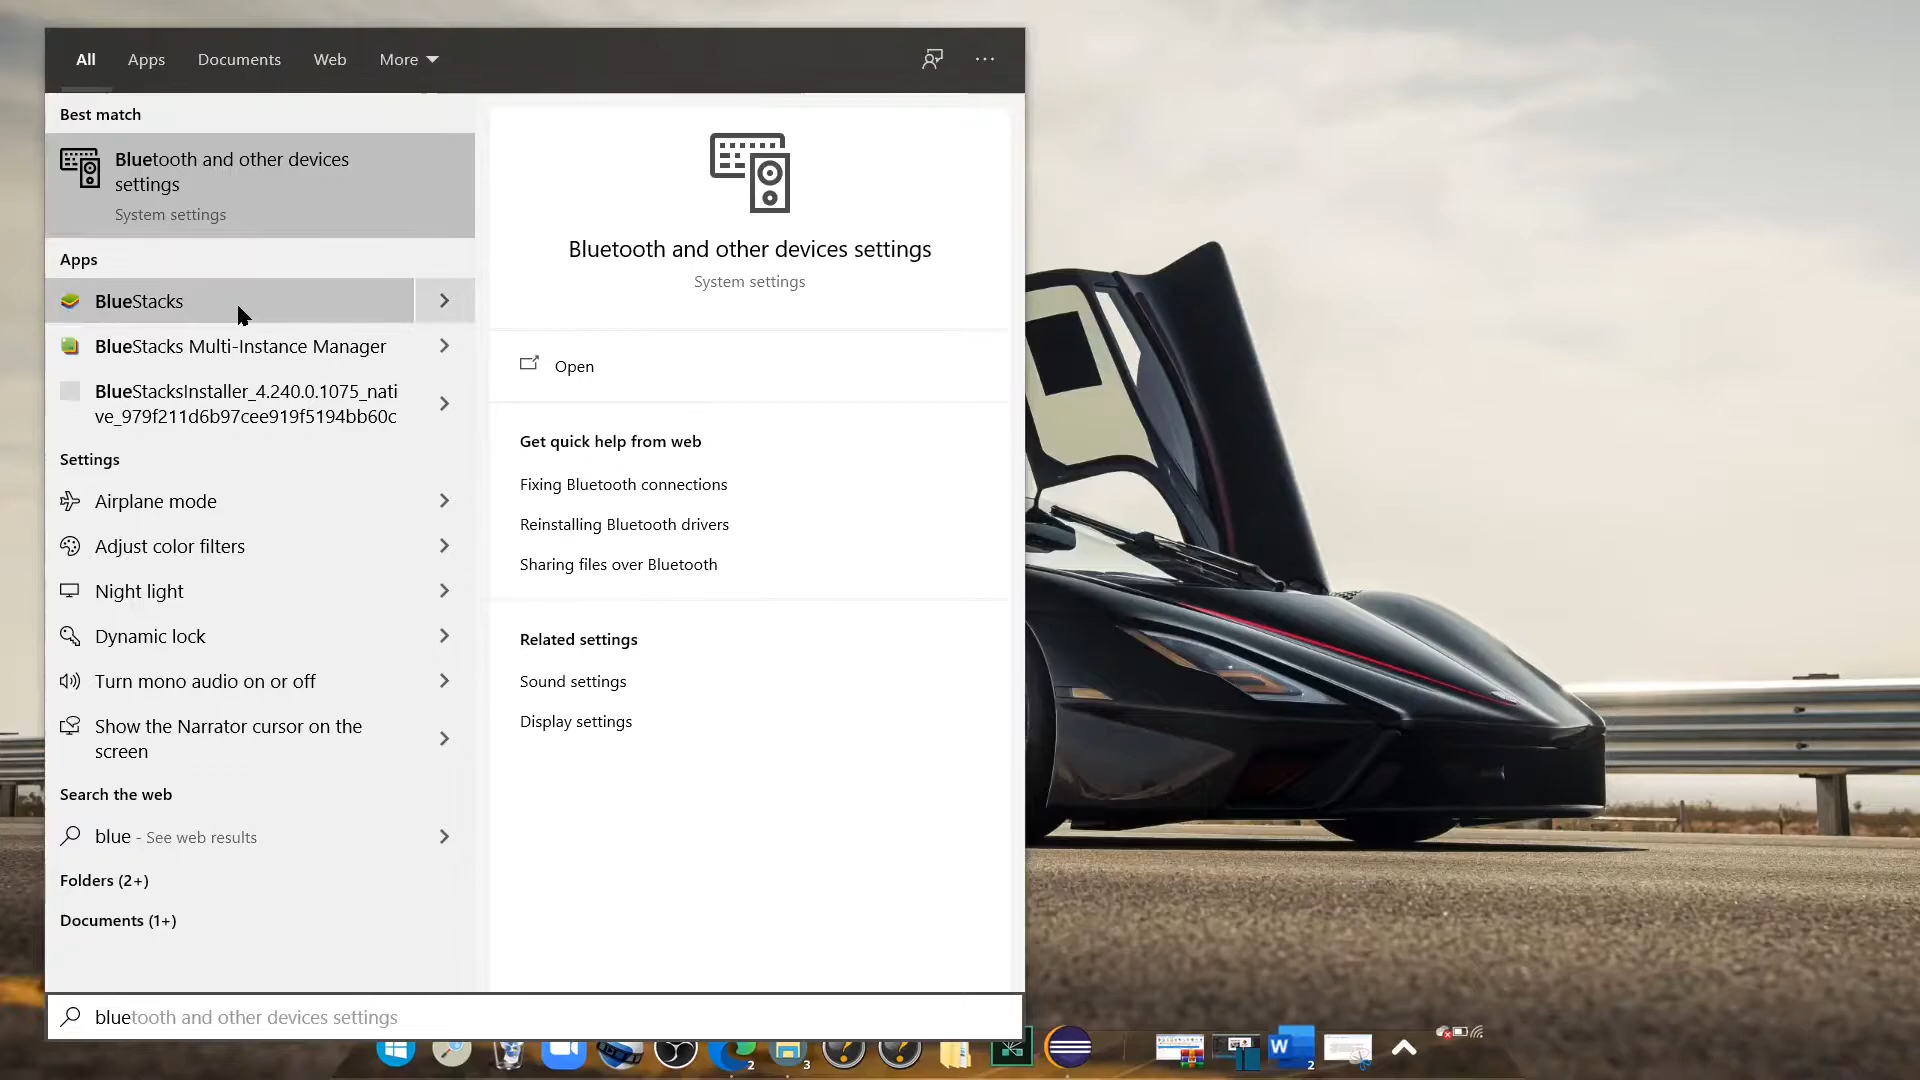 All Apps Documents Web More
Best match
Bluetooth and other devices
settings
System settings
Apps
BlueStacks
BlueStacks Multi-Instance Manager
BlueStacksInstaller_4.240.0.1075_nati
ve_979f211d6b97cee919f5194bb60c
Settings
Airplane mode
Adjust color filters
Night light
Dynamic lock
Turn mono audio on or off
Show the Narrator cursor on the
screen
Search the web
blue - See web results
Folders (2+)
Documents (1+)
Bluetooth and other devices settings
System settings
Open
Get quick help from web
Fixing Bluetooth connections
Reinstalling Bluetooth drivers
Sharing files over Bluetooth
Related settings
Sound settings
Display settings
bluetooth and other devices settings
2 3 W 2